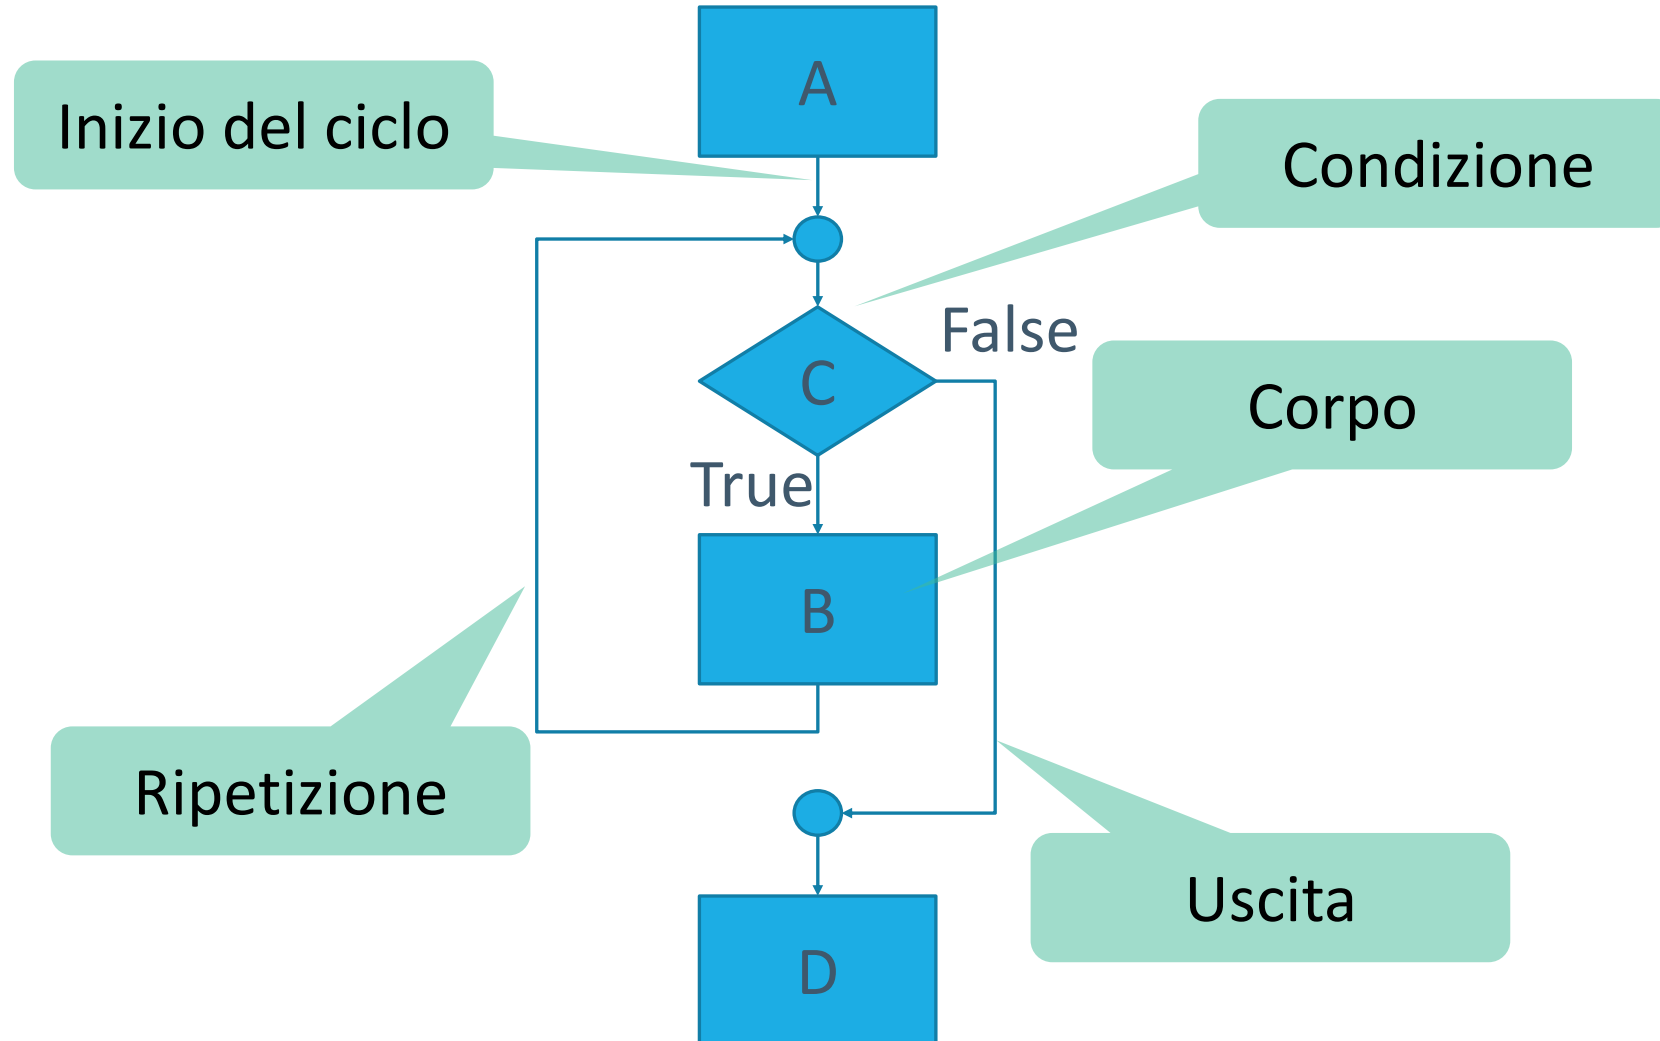 A
Inizio del ciclo
Condizione
False
C
Corpo
True
B
Ripetizione
Uscita
D